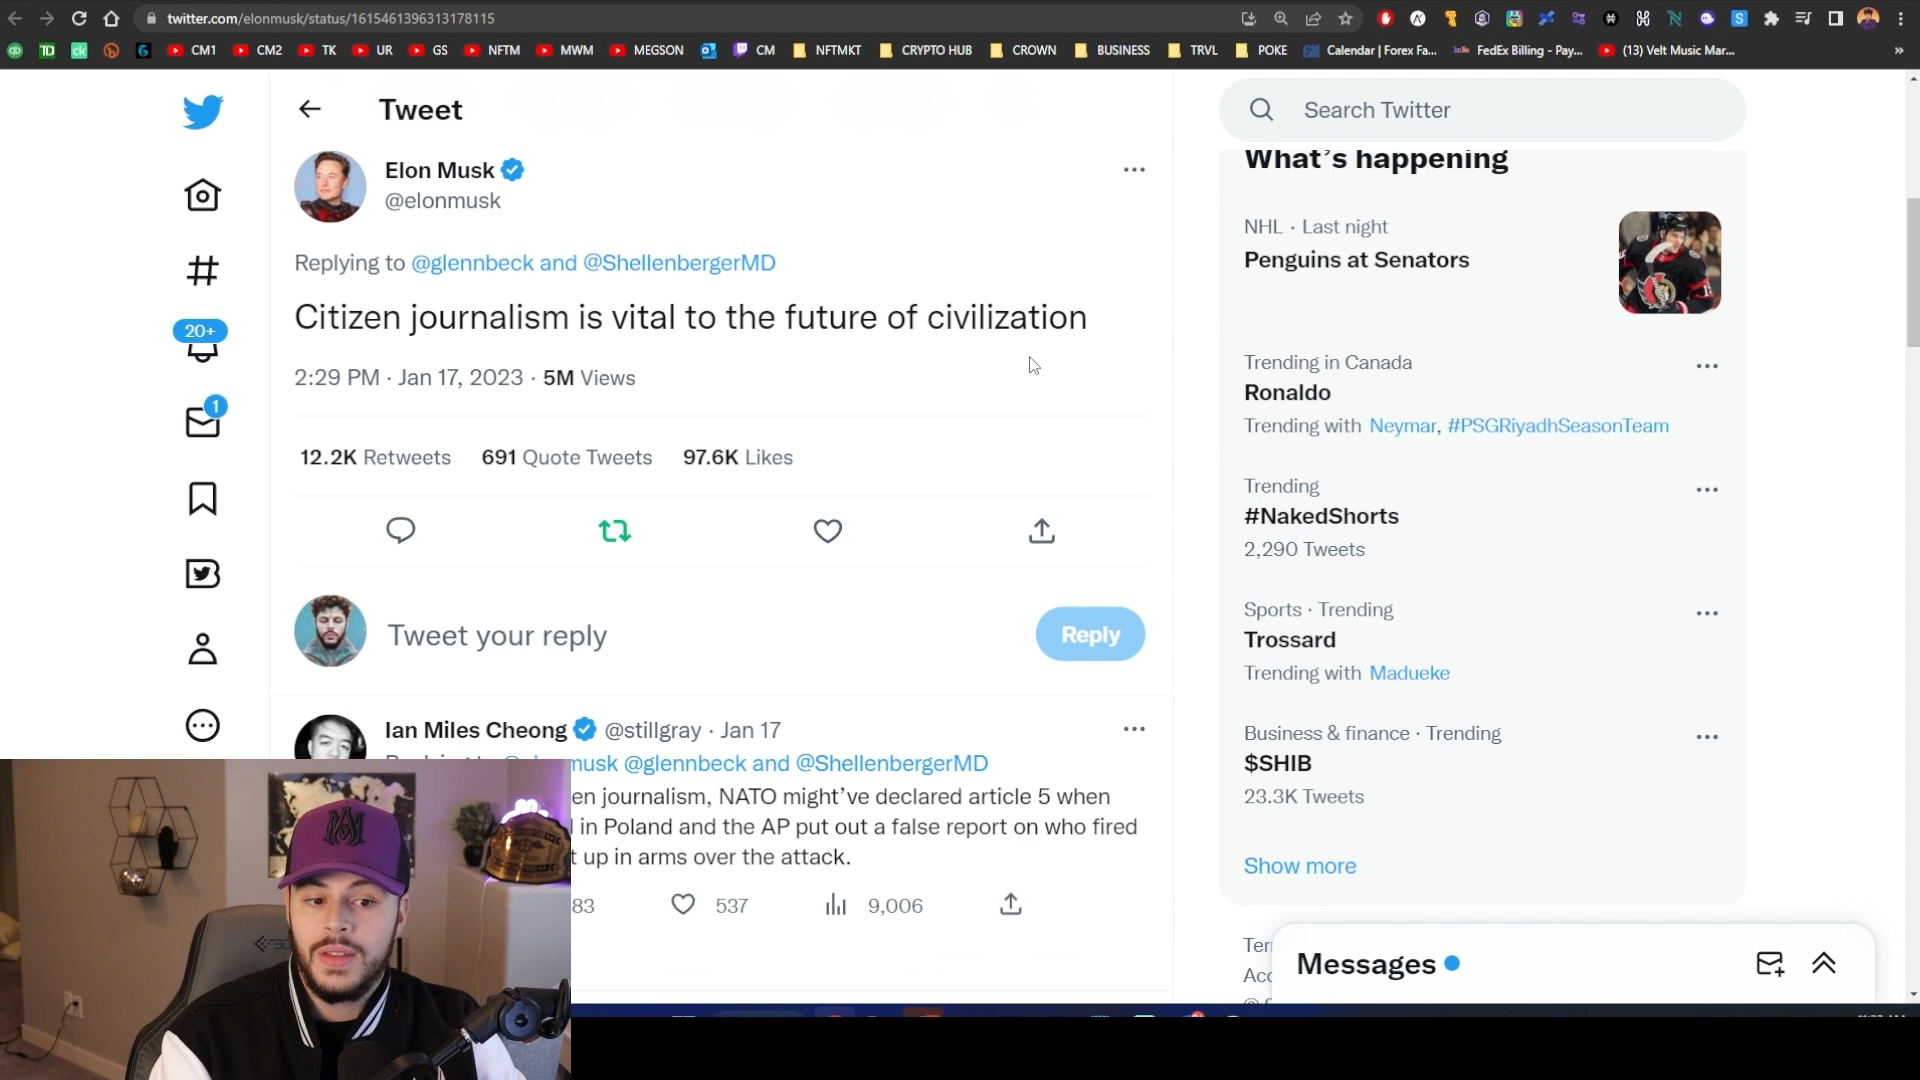 twitter.com/elonmusk/status/1615461396313178115
TD
ck
CM1
CM2
TK
UR
GS
NFTM
MWM
MEGSON
CM
NFTMKT
CRYPTO HUB
CROWN
BUSINESS
TRVL
POKE
Calendar | Forex Fa...
FedEx Billing - Pay...
(13) Velt Music Mar...
Tweet
Search Twitter
Elon Musk
@elonmusk
Replying to @glennbeck and @ShellenbergerMD
Citizen journalism is vital to the future of civilization
2:29 PM · Jan 17, 2023 · 5M Views
12.2K Retweets 691 Quote Tweets 97.6K Likes
20+
1
Tweet your reply
Reply
Ian Miles Cheong @stillgray · Jan 17
musk @glennbeck and @ShellenbergerMD
en journalism, NATO might've declared article 5 when
in Poland and the AP put out a false report on who fired
t up in arms over the attack.
83 537 9,006
What's happening
NHL · Last night
Penguins at Senators
Trending in Canada
Ronaldo
Trending with Neymar, #PSGRiyadhSeasonTeam
Trending
#NakedShorts
2,290 Tweets
Sports · Trending
Trossard
Trending with Madueke
Business & finance · Trending
$SHIB
23.3K Tweets
Show more
Ter
Acc
Messages